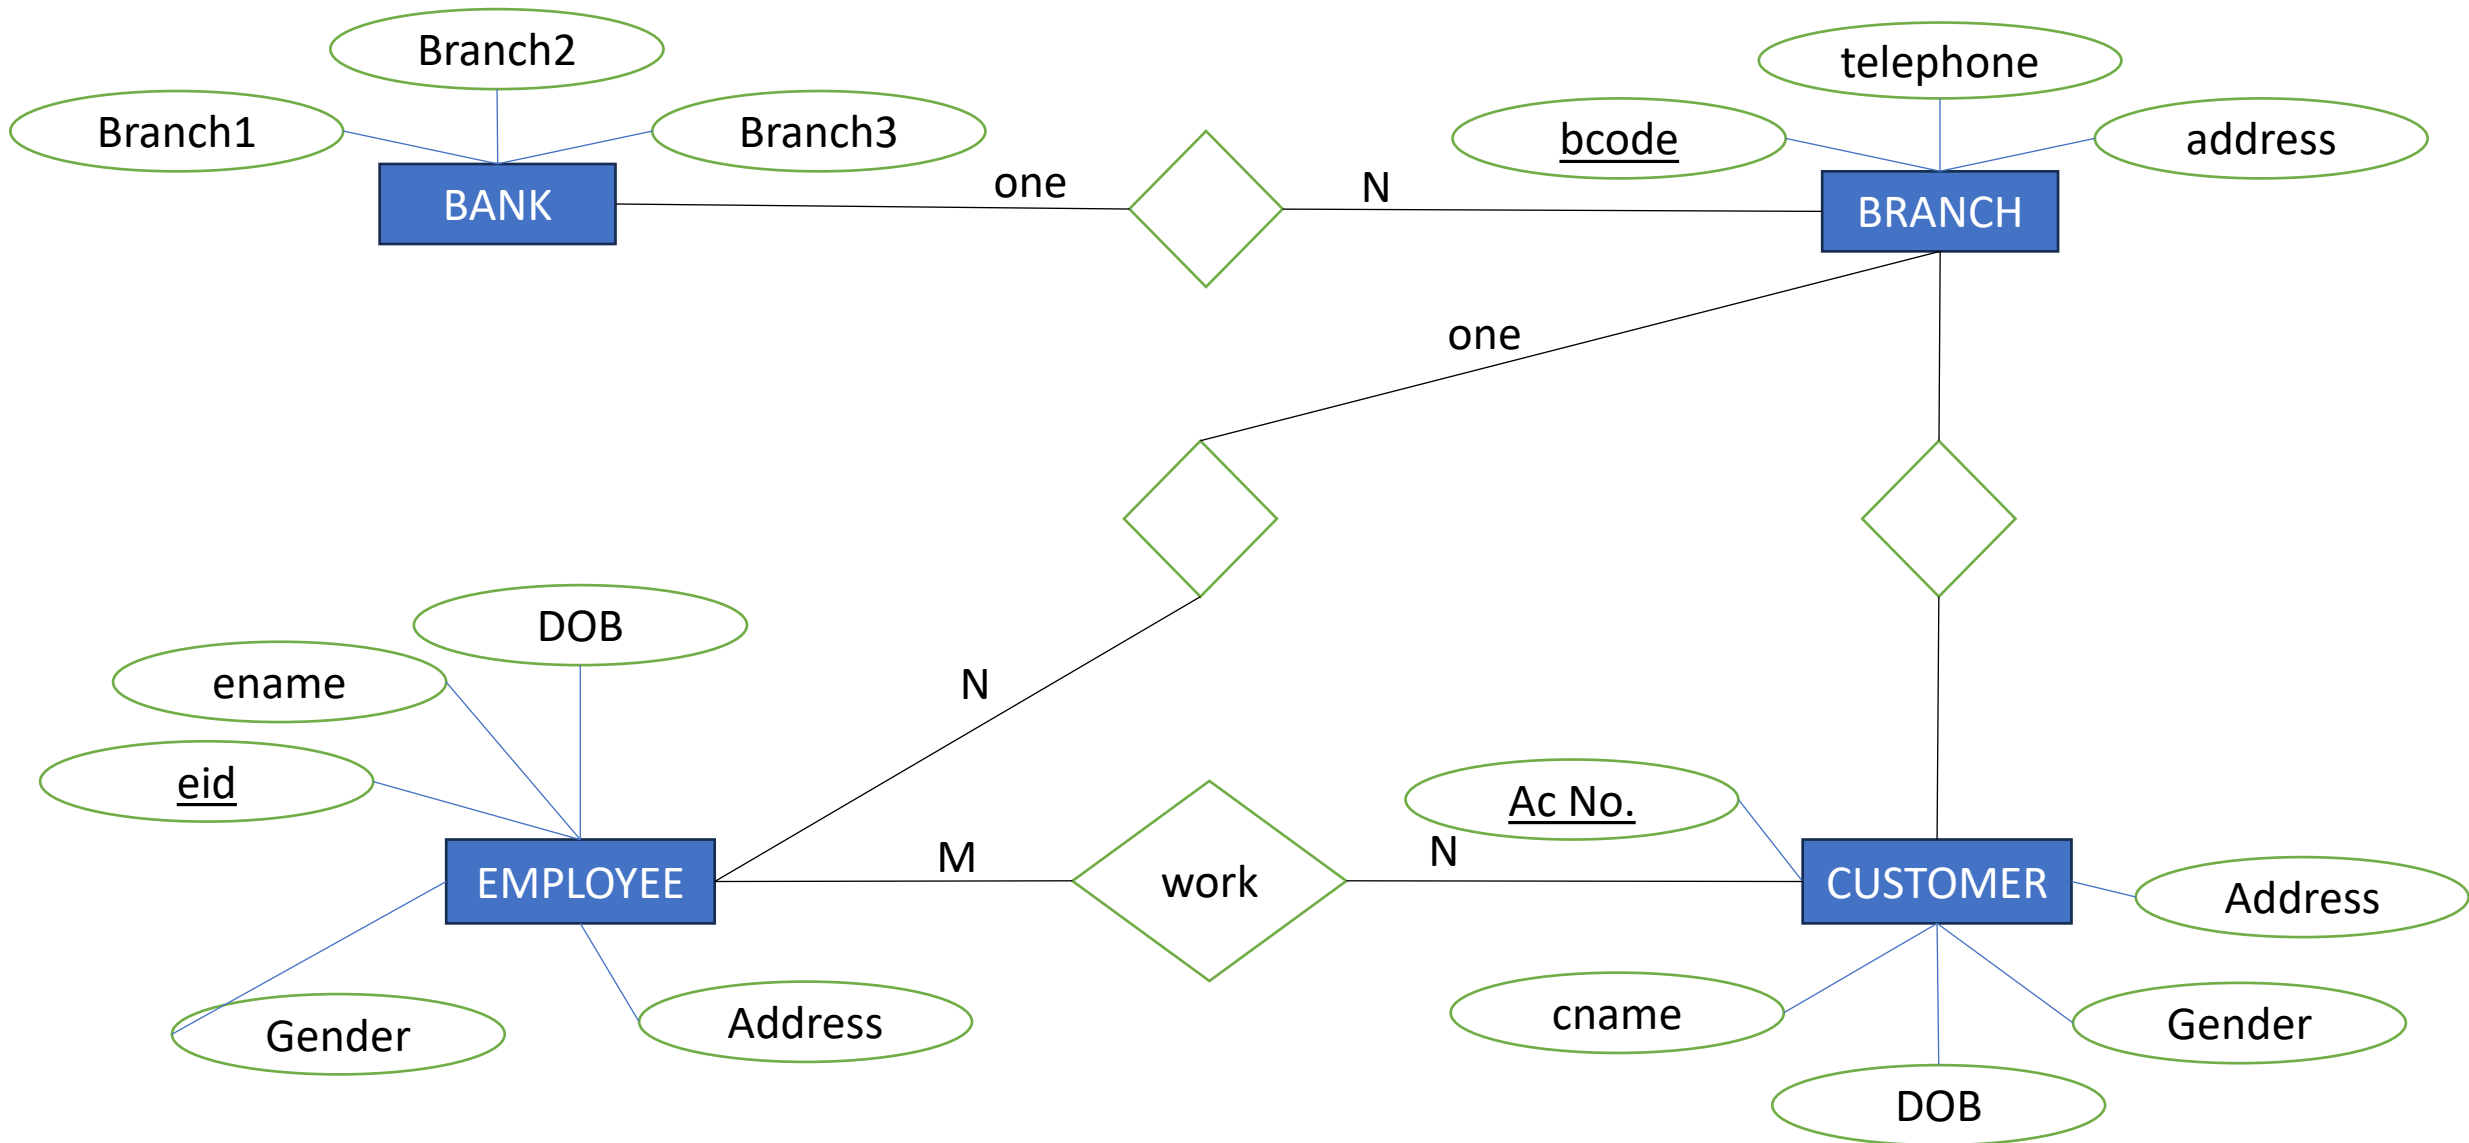 Branch2
telephone
Branch1
Branch3
bcode
address
BANK
one
N
BRANCH
one
DOB
ename
N
eid
Ac No.
EMPLOYEE
M
work
N
CUSTOMER
Address
Gender
Address
cname
Gender
DOB